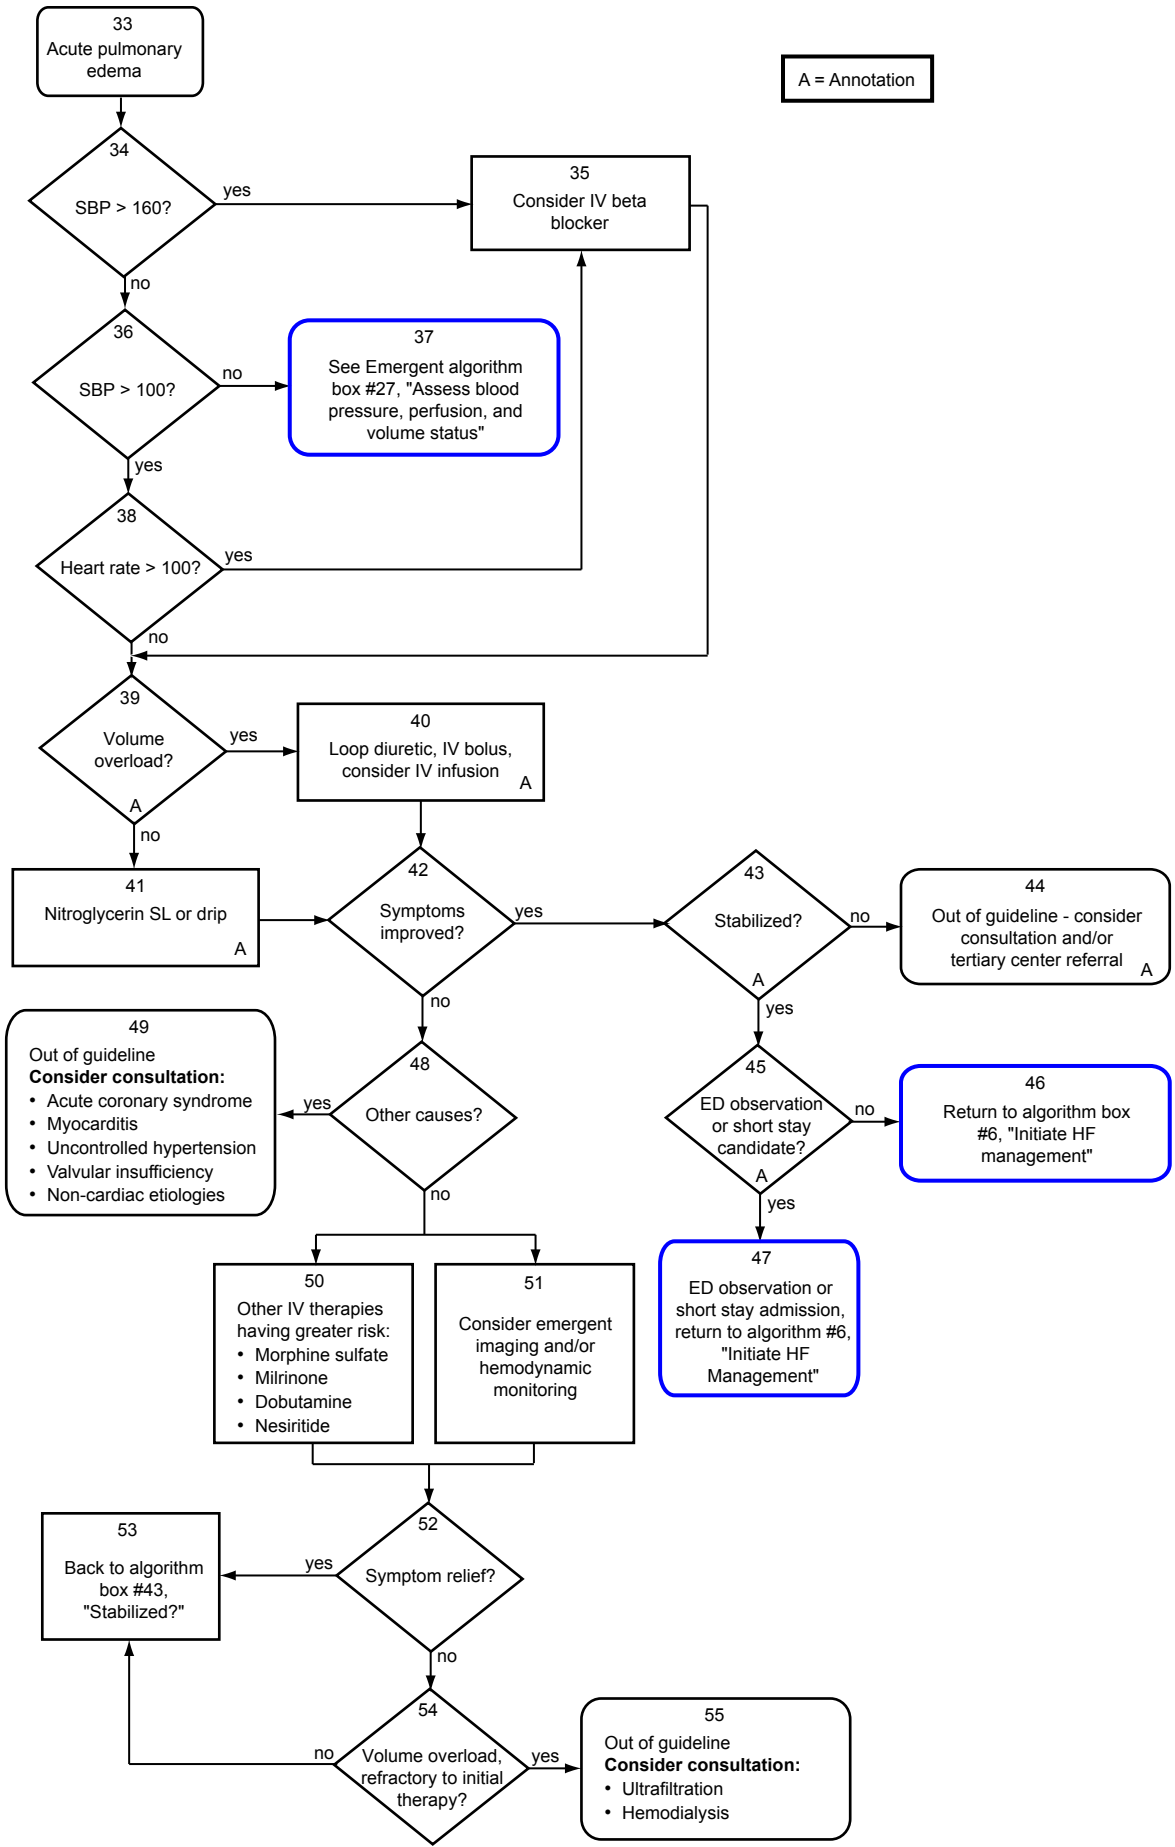 33
Acute pulmonary
edema
A = Annotation
34
SBP > 160?
yes
no
35
Consider IV beta
blocker
36
SBP > 100?
no
yes
37
See Emergent algorithm
box #27, "Assess blood
pressure, perfusion, and
volume status"
38
Heart rate > 100?
yes
no
39
Volume
overload?
A
yes
no
40
Loop diuretic, IV bolus,
consider IV infusion
A
41
Nitroglycerin SL or drip
A
42
Symptoms
improved?
yes
no
43
Stabilized?
A
no
yes
44
Out of guideline - consider
consultation and/or
tertiary center referral
A
45
ED observation
or short stay
candidate?
A
no
yes
46
Return to algorithm box
#6, "Initiate HF
management"
47
ED observation or
short stay admission,
return to algorithm #6,
"Initiate HF
Management"
48
Other causes?
yes
no
49
Out of guideline
Consider consultation:
• Acute coronary syndrome
• Myocarditis
• Uncontrolled hypertension
• Valvular insufficiency
• Non-cardiac etiologies
50
Other IV therapies
having greater risk:
• Morphine sulfate
• Milrinone
• Dobutamine
• Nesiritide
51
Consider emergent
imaging and/or
hemodynamic
monitoring
52
Symptom relief?
yes
no
53
Back to algorithm
box #43,
"Stabilized?"
54
Volume overload,
refractory to initial
therapy?
no
yes
55
Out of guideline
Consider consultation:
• Ultrafiltration
• Hemodialysis